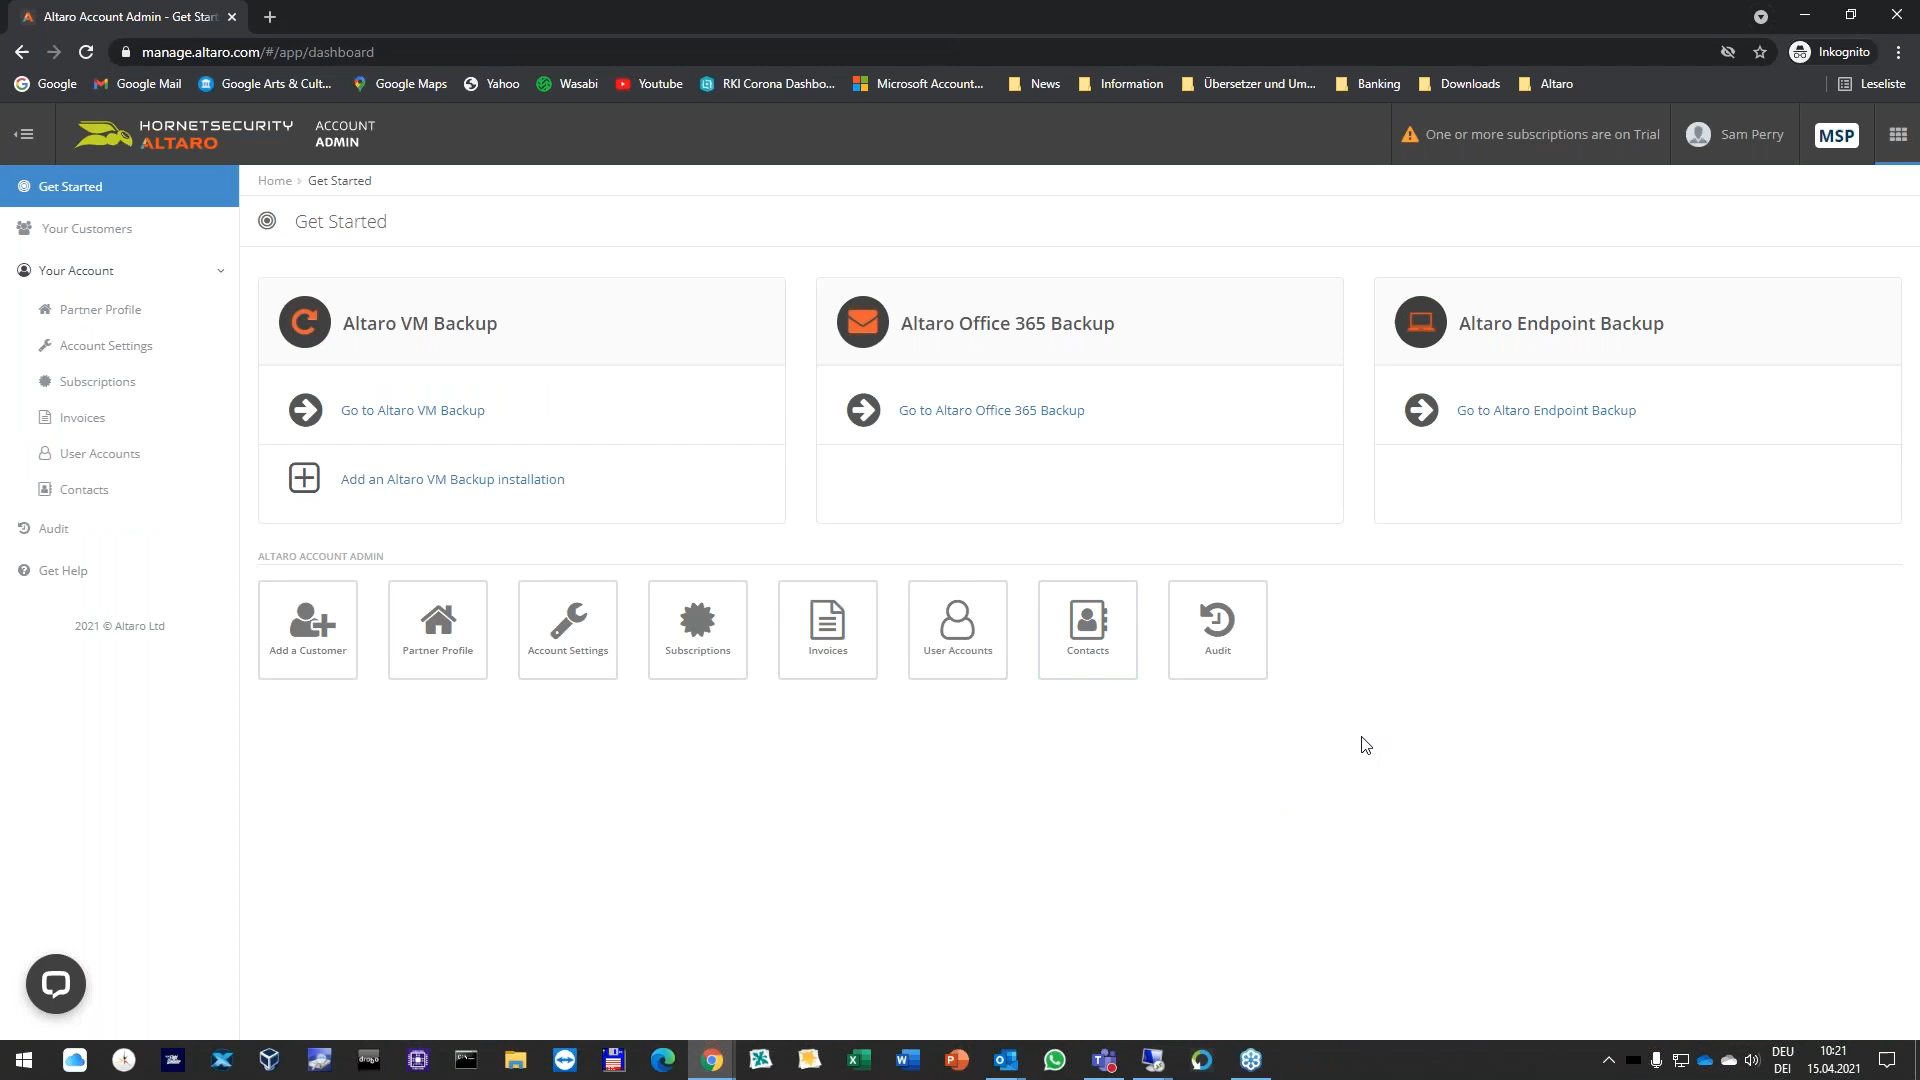 Altaro Account Admin - Get Start
manage.altaro.com/#/app/dashboard
Inkognito
Google
Google Mail
Google Arts & Cult...
Google Maps
Yahoo
Wasabi
Youtube
RKI Corona Dashbo...
Microsoft Account...
News
Information
Übersetzer und Um...
Banking
Downloads
Altaro
Leseliste
HORNETSECURITY
ALTARO
ACCOUNT
ADMIN
One or more subscriptions are on Trial
Sam Perry
MSP
Get Started
Your Customers
Your Account
Partner Profile
Account Settings
Subscriptions
Invoices
User Accounts
Contacts
Audit
Get Help
2021 © Altaro Ltd
Home > Get Started
Get Started
Altaro VM Backup
Go to Altaro VM Backup
Add an Altaro VM Backup installation
Altaro Office 365 Backup
Go to Altaro Office 365 Backup
Altaro Endpoint Backup
Go to Altaro Endpoint Backup
ALTARO ACCOUNT ADMIN
Add a Customer
Partner Profile
Account Settings
Subscriptions
Invoices
User Accounts
Contacts
Audit
DEU
DEI
10:21
15.04.2021